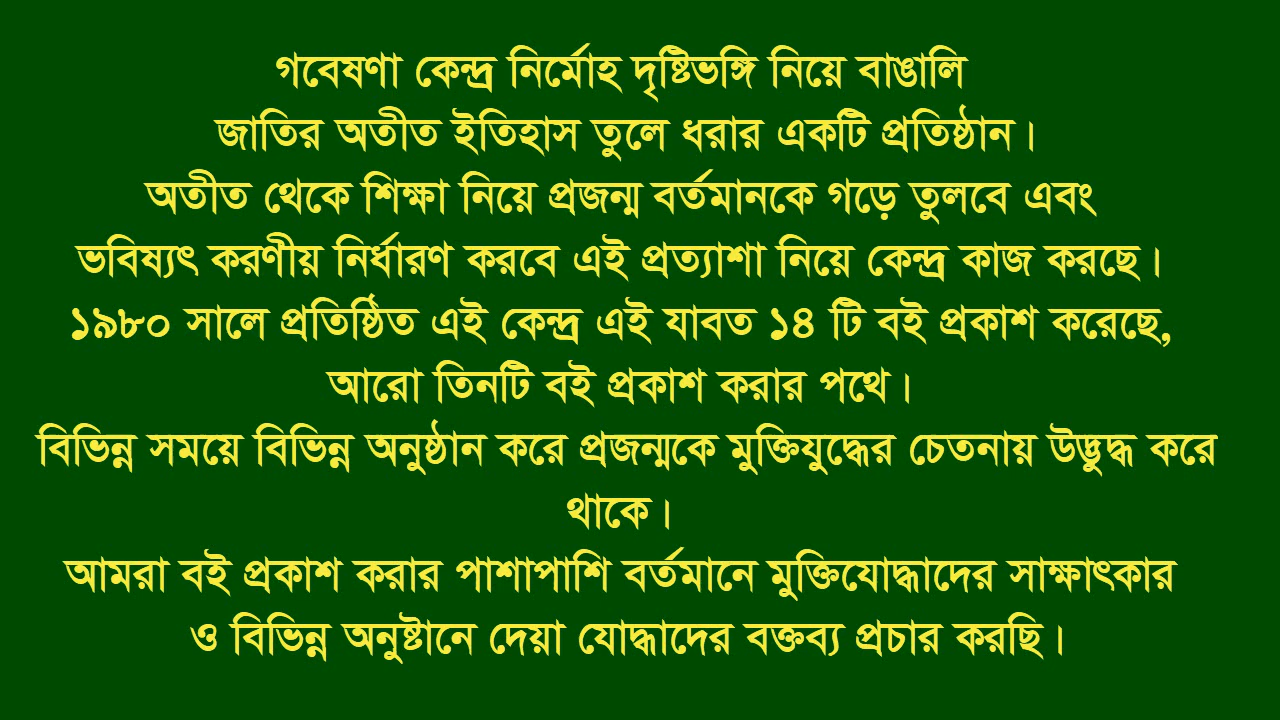 গবেষণা কেন্দ্র নির্মোহ দৃষ্টিভঙ্গি নিয়ে বাঙালি
জাতির অতীত ইতিহাস তুলে ধরার একটি প্রতিষ্ঠান।
অতীত থেকে শিক্ষা নিয়ে প্রজন্ম বর্তমানকে গড়ে তুলবে এবং
ভবিষ্যৎ করণীয় নির্ধারণ করবে এই প্রত্যাশা নিয়ে কেন্দ্র কাজ করছে।
১৯৮০ সালে প্রতিষ্ঠিত এই কেন্দ্র এই যাবত ১৪ টি বই প্রকাশ করেছে,
আরো তিনটি বই প্রকাশ করার পথে।
বিভিন্ন সময়ে বিভিন্ন অনুষ্ঠান করে প্রজন্মকে মুক্তিযুদ্ধের চেতনায় উদ্ভুদ্ধ করে
থাকে।
আমরা বই প্রকাশ করার পাশাপাশি বর্তমানে মুক্তিযোদ্ধাদের সাক্ষাৎকার
ও বিভিন্ন অনুষ্টানে দেয়া যোদ্ধাদের বক্তব্য প্রচার করছি।